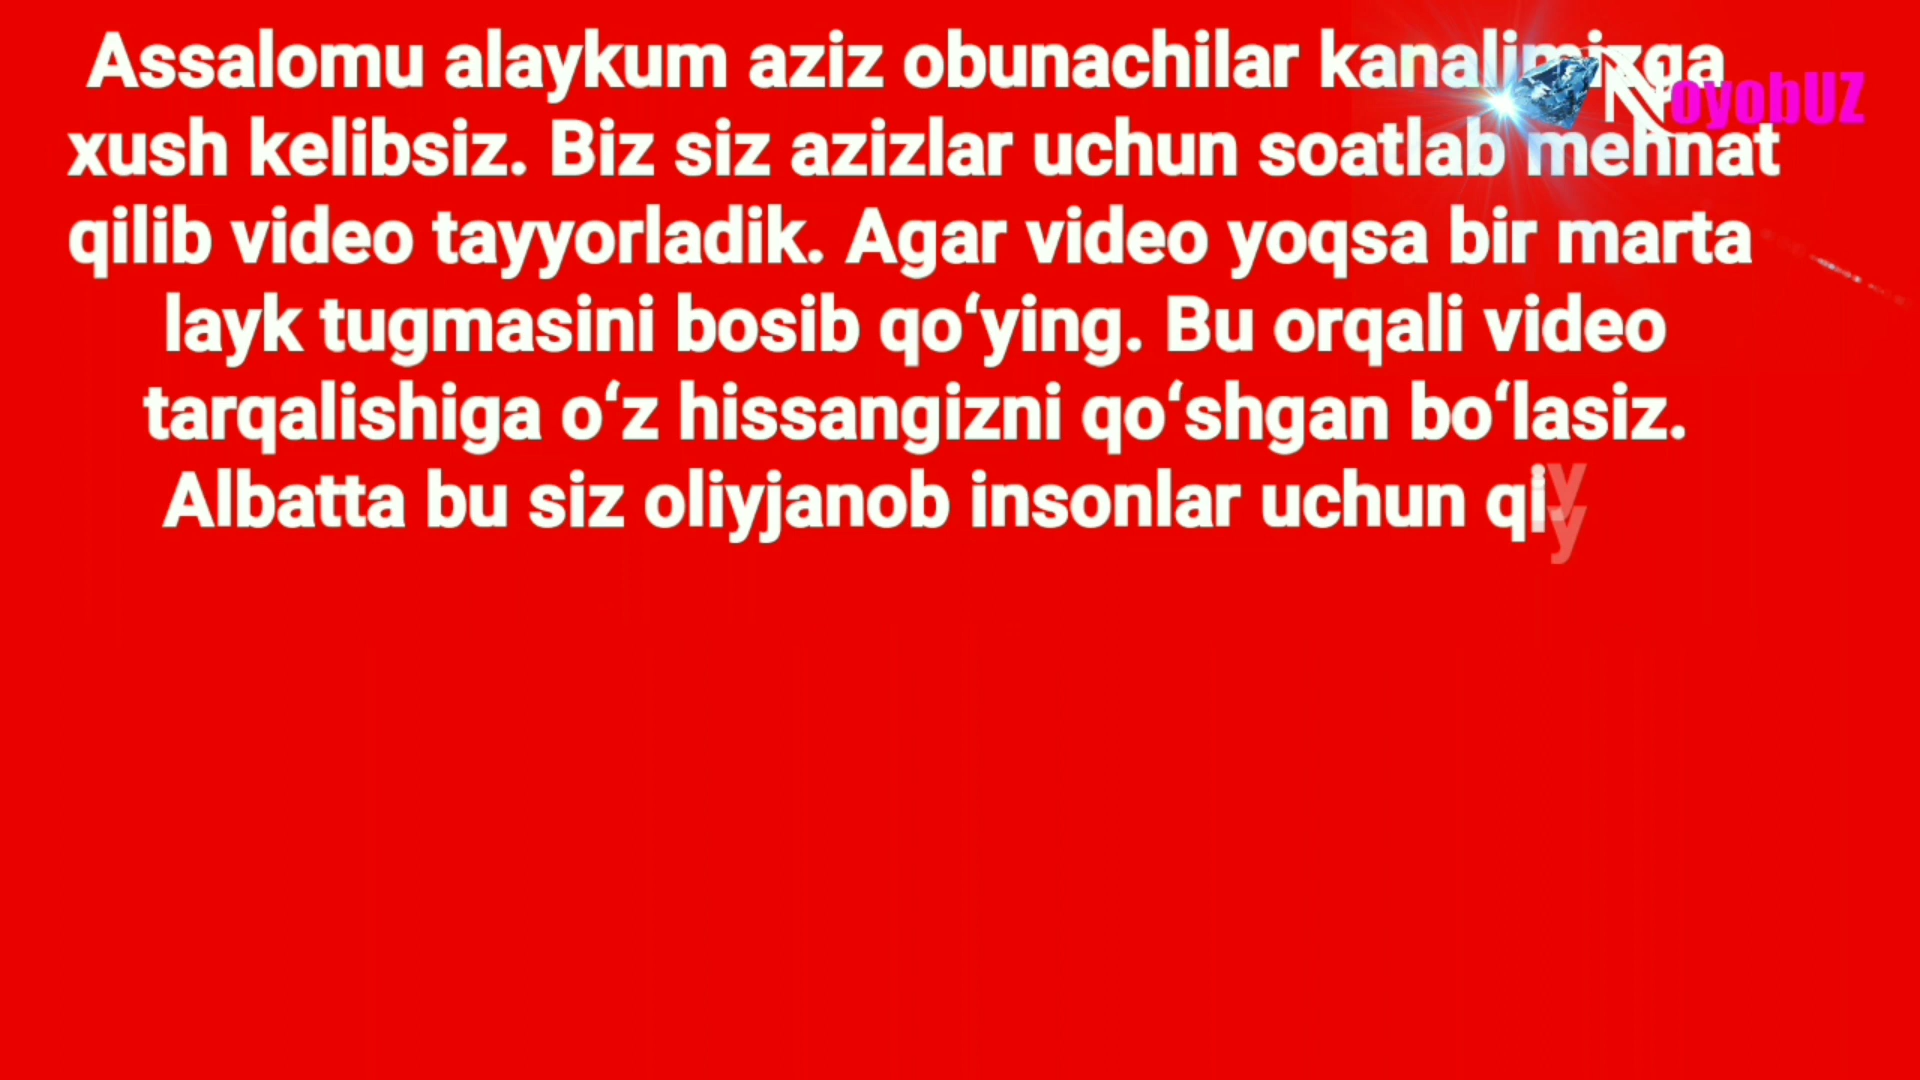 Assalomu alaykum aziz obunachilar kanalimizga
NoyobUZ
xush kelibsiz. Biz siz azizlar uchun soatlab mehnat
qilib video tayyorladik. Agar video yoqsa bir marta
layk tugmasini bosib qo‘ying. Bu orqali video
tarqalishiga o‘z hissangizni qo‘shgan bo‘lasiz.
Albatta bu siz oliyjanob insonlar uchun qiy